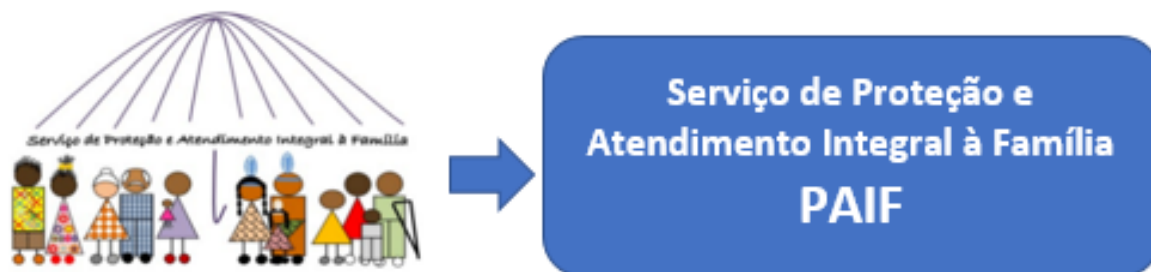 Serviço de Proteção e Atendimento Integral à Família
Serviço de Proteção e
Atendimento Integral à Família
PAIF